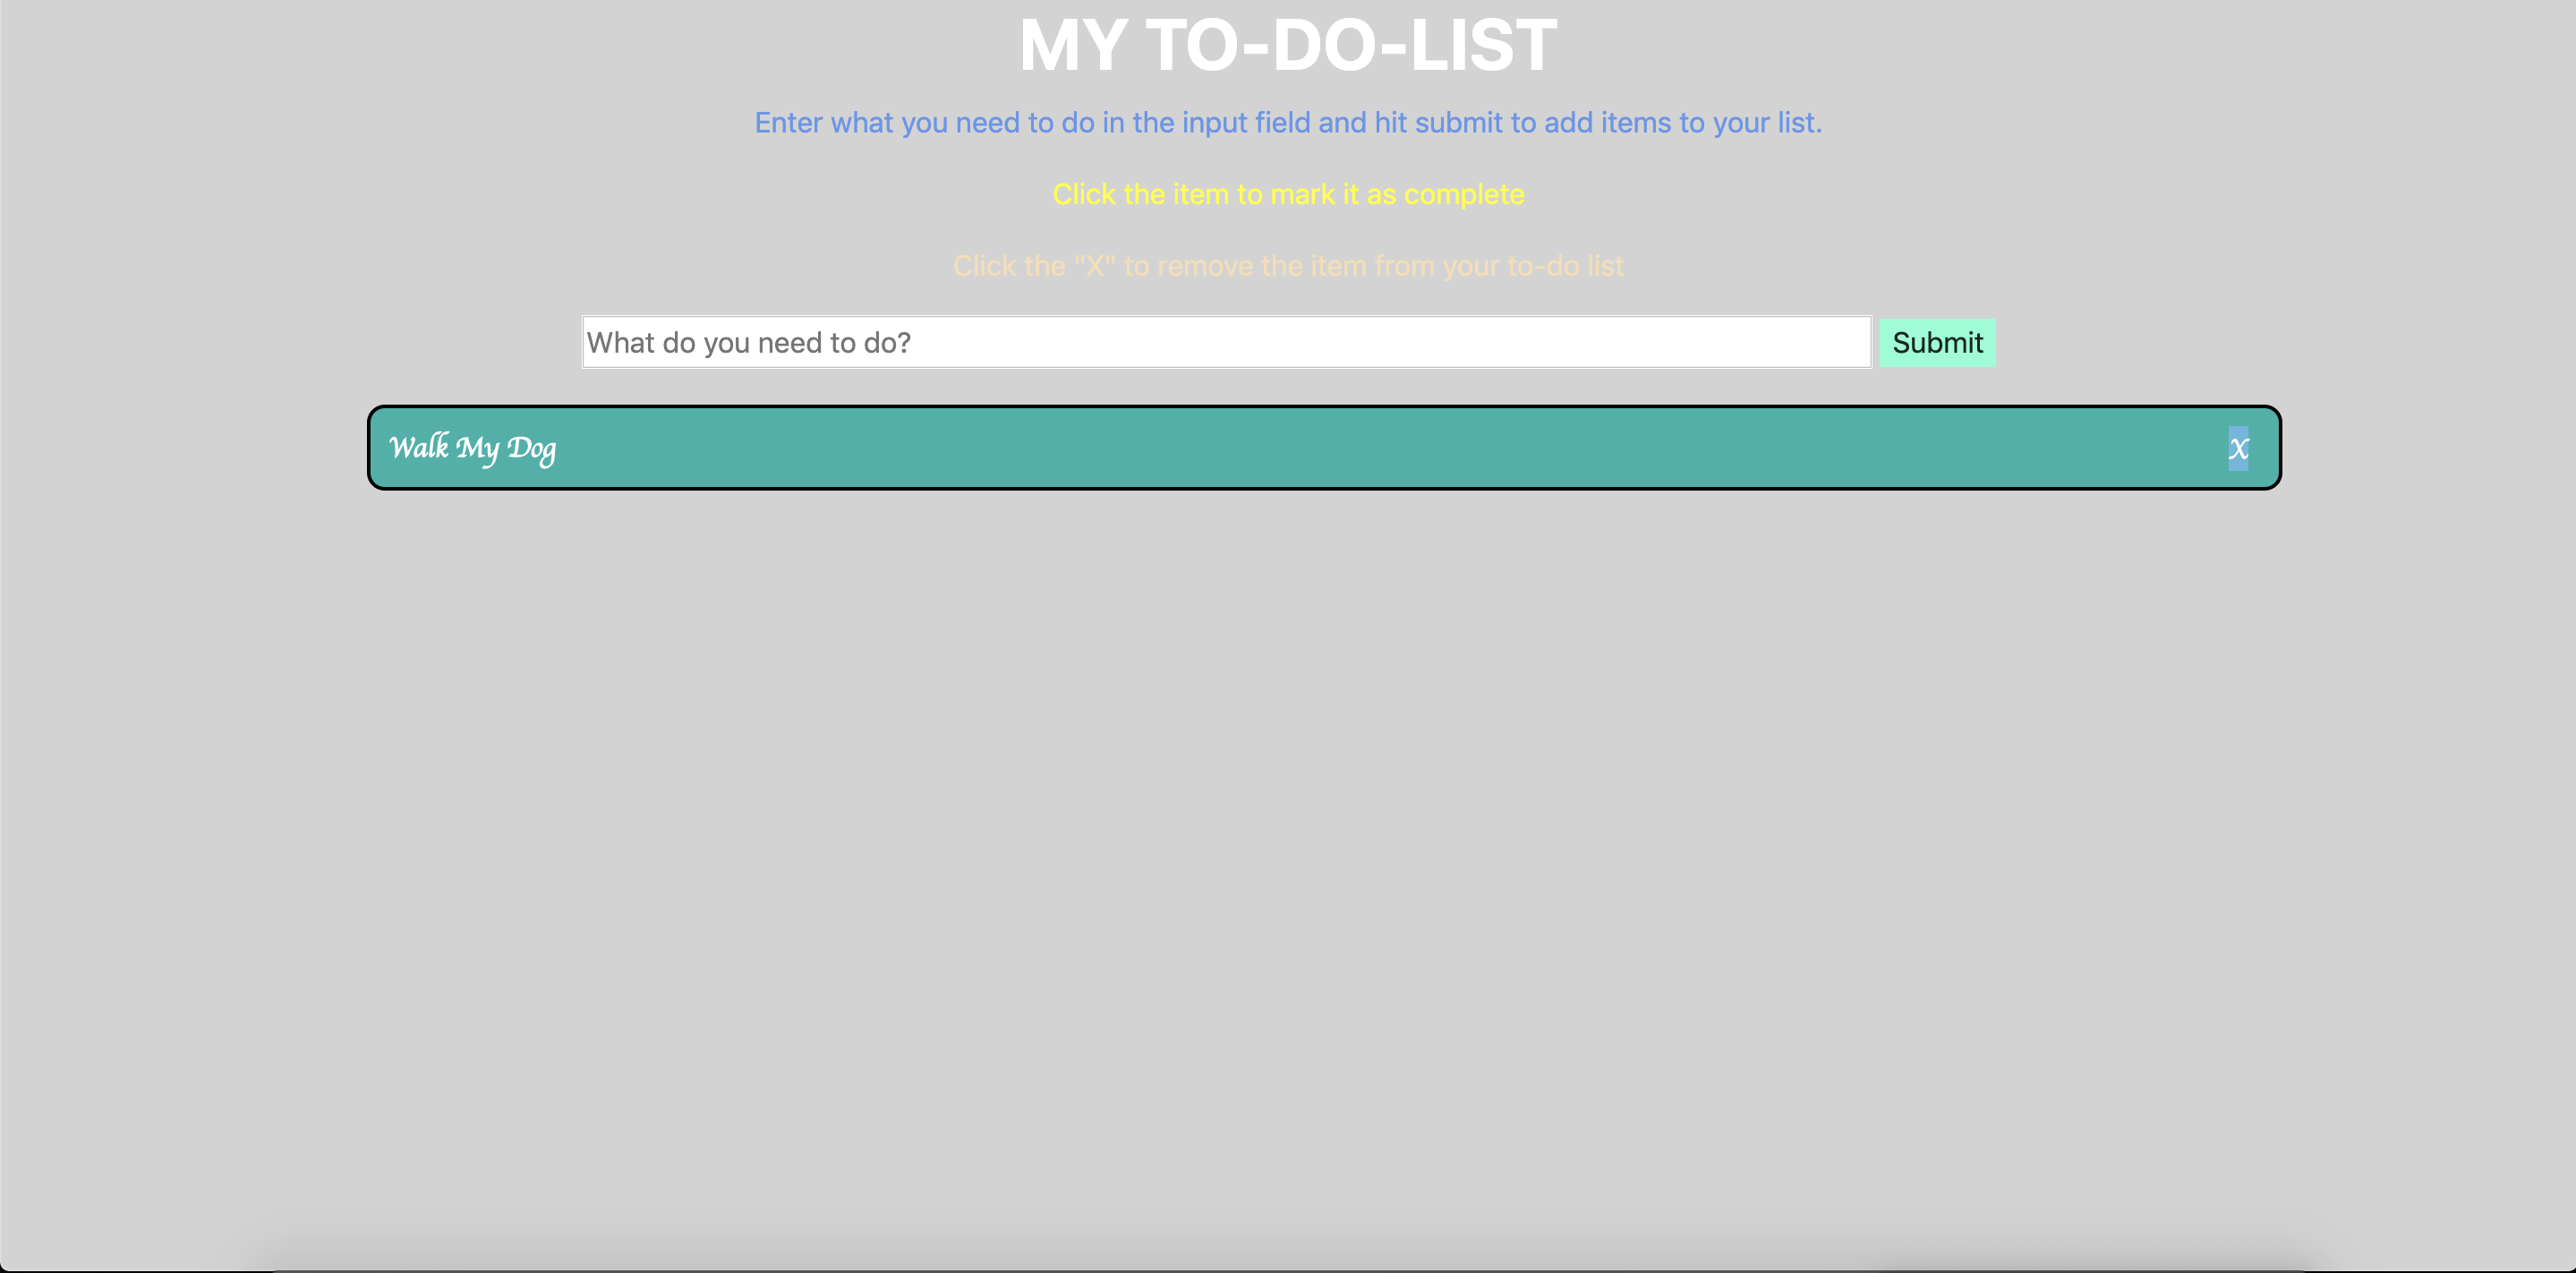 MY TO-DO-LIST
Enter what you need to do in the input field and hit submit to add items to your list.
Click the item to mark it as complete
Click the "X" to remove the item from your to-do list
What do you need to do? Submit
Walk My Dog X